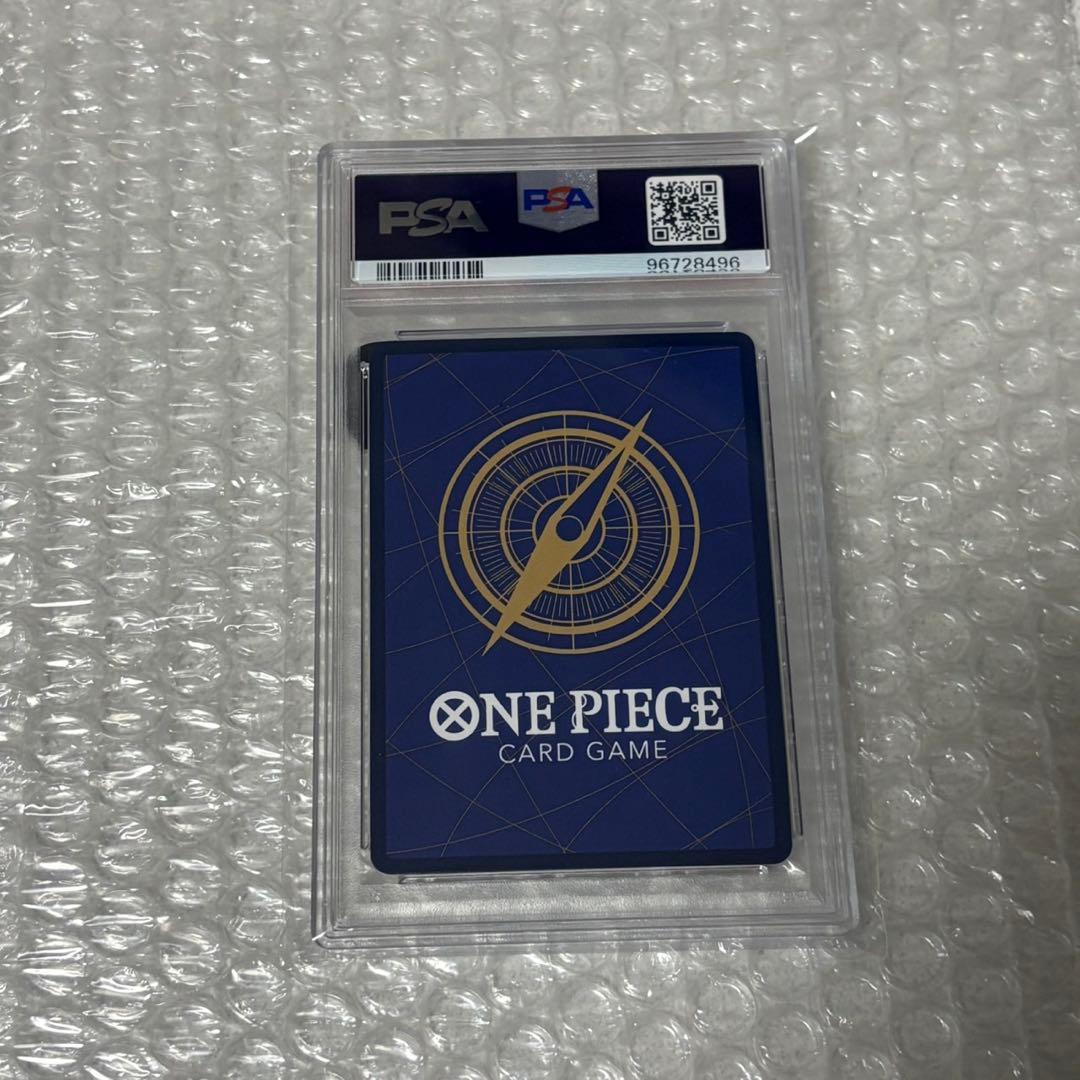 PSA
PSA
96728496
ONE PIECE
CARD GAME